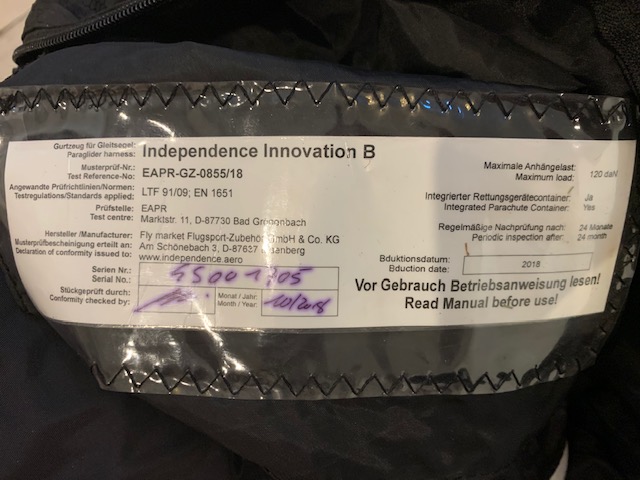 Gurtzeug für Gleitsegel:
Paraglider harness: Independence Innovation B
Musterprüf-Nr.:
Test Reference-No.: EAPR-GZ-0855/18
Angewandte Prüfrichtlinien/Normen:
Testregulations/Standards applied: LTF 91/09; EN 1651
Prüfstelle: EAPR
Test centre: Marktstr. 11, D-87730 Bad Grönenbach
Hersteller /Manufacturer: Fly market Flugsport-Zubehör GmbH & Co. KG
Musterprüfbescheinigung erteilt an: Am Schönebach 3, D-87637 Eisenberg
Declaration of conformity issued to: www.independence.aero
Serien Nr.:
Serial No.:
Stückgeprüft durch:
Conformity checked by:
Monat / Jahr:
Month / Year: 10/2018
Maximale Anhängelast:
Maximum load: 120 daN
Integrierter Rettungsgerätecontainer: Ja
Integrated Parachute Container: Yes
Regelmäßige Nachprüfung nach: 24 Monate
Periodic inspection after: 24 month
Bduktionsdatum:
Bduction date: 2018
Vor Gebrauch Betriebsanweisung lesen!
Read Manual before use!